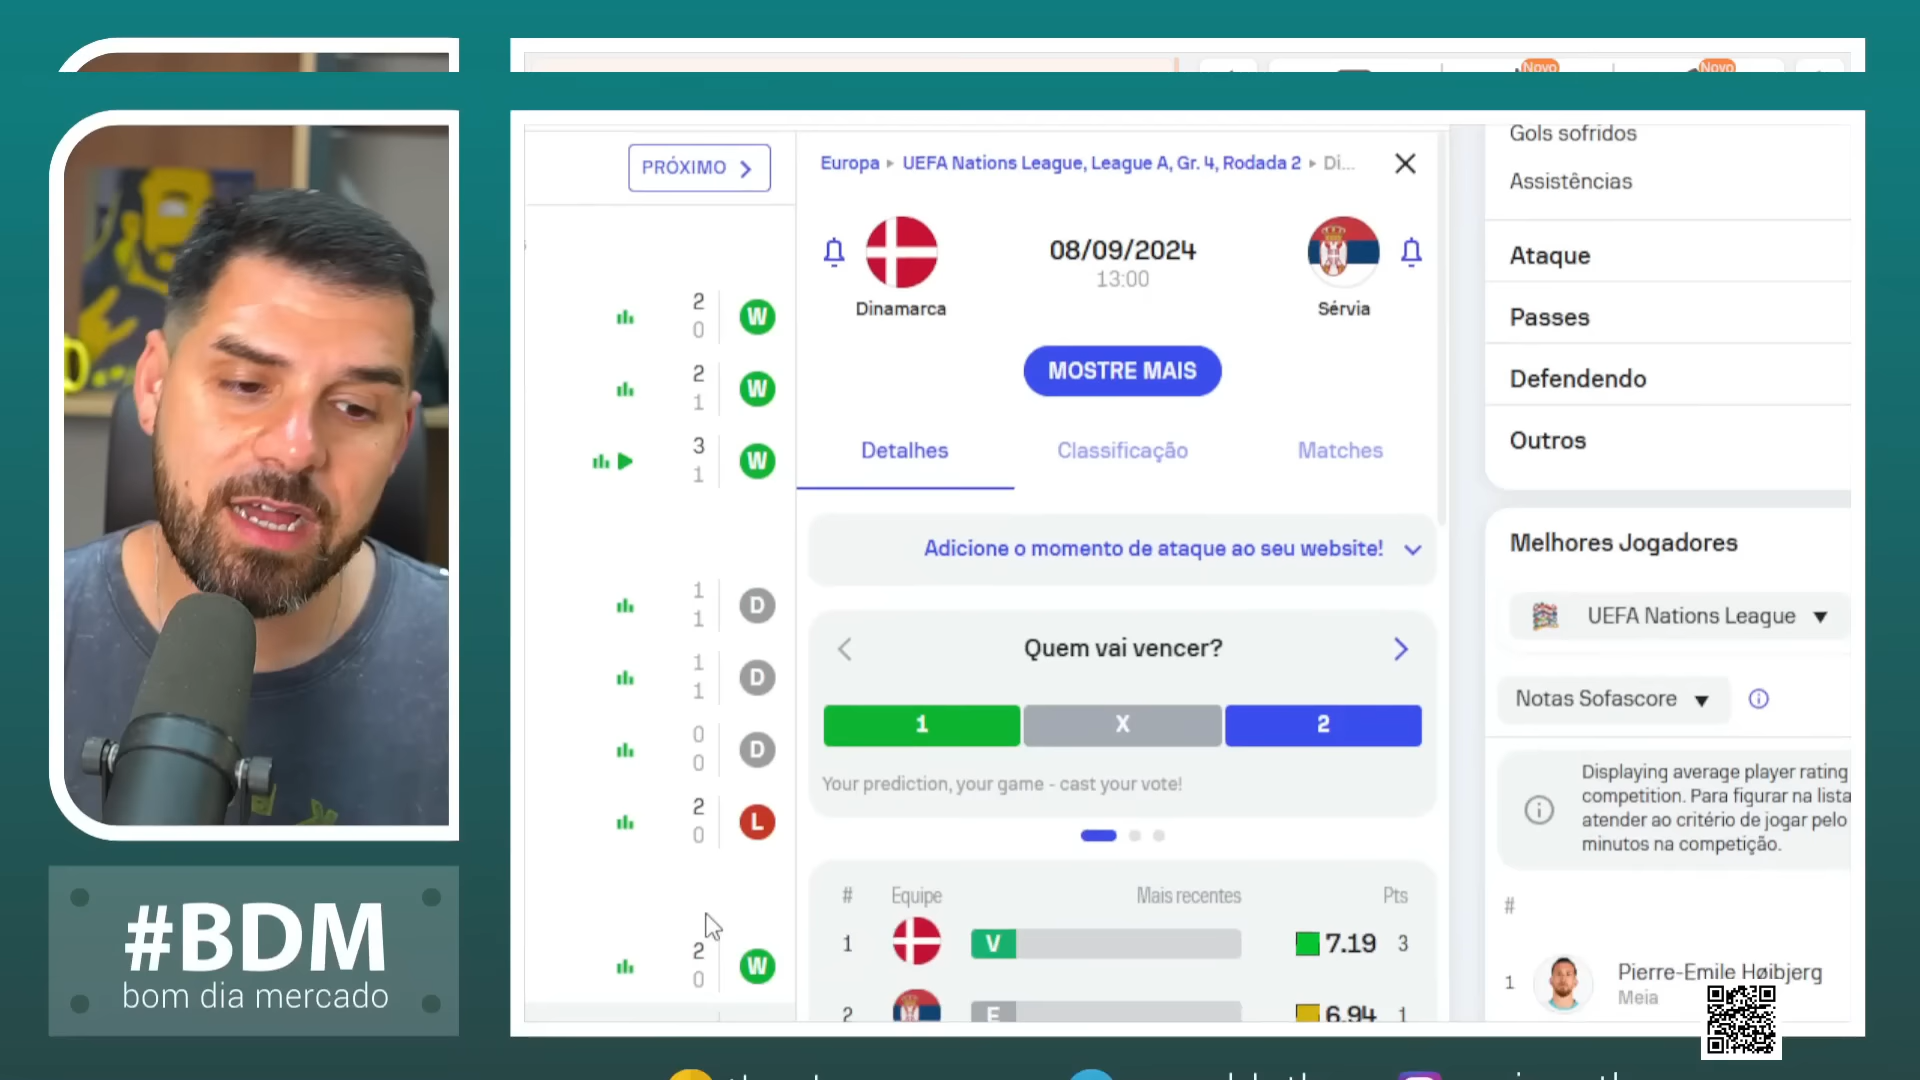 Novo
Novo
PRÓXIMO
Europa ▸ UEFA Nations League, League A, Gr. 4, Rodada 2 ▸ Di...
08/09/2024
13:00
Dinamarca
Sérvia
MOSTRE MAIS
Detalhes
Classificação
Matches
Adicione o momento de ataque ao seu website!
Quem vai vencer?
1
X
2
Your prediction, your game - cast your vote!
# Equipe Mais recentes Pts
1 V 7.19 3
2 E 6.94 1
2
0
W
2
1
W
3
1
W
1
1
D
1
1
D
0
0
D
2
0
L
2
0
W
Gols sofridos
Assistências
Ataque
Passes
Defendendo
Outros
Melhores Jogadores
UEFA Nations League
Notas Sofascore
Displaying average player rating
competition. Para figurar na lista
atender ao critério de jogar pelo
minutos na competição.
#
1
Pierre-Emile Højbjerg
Meia
#BDM
bom dia mercado